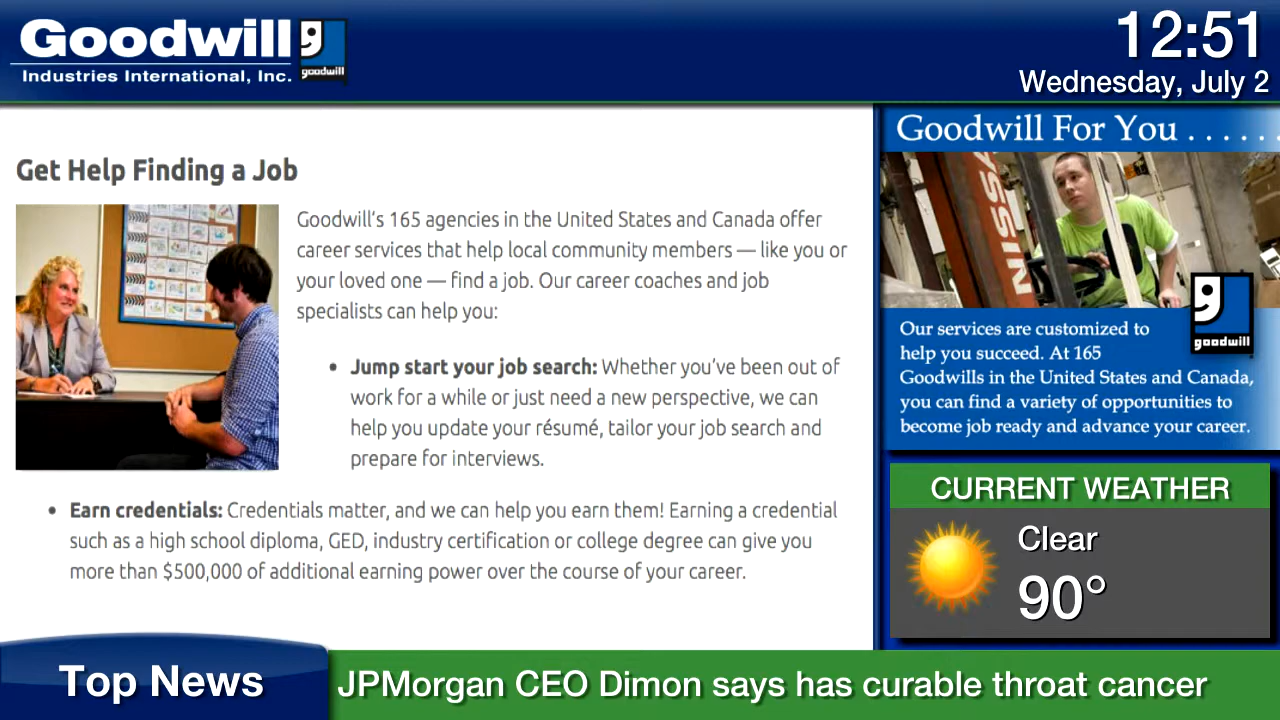 Goodwill
Industries International, Inc.
g
goodwill
12:51
Wednesday, July 2
Get Help Finding a Job
Goodwill's 165 agencies in the United States and Canada offer
career services that help local community members — like you or
your loved one — find a job. Our career coaches and job
specialists can help you:
• Jump start your job search: Whether you've been out of
work for a while or just need a new perspective, we can
help you update your résumé, tailor your job search and
prepare for interviews.
• Earn credentials: Credentials matter, and we can help you earn them! Earning a credential
such as a high school diploma, GED, industry certification or college degree can give you
more than $500,000 of additional earning power over the course of your career.
Goodwill For You . . . . . .
NISSA
g
goodwill
Our services are customized to
help you succeed. At 165
Goodwills in the United States and Canada,
you can find a variety of opportunities to
become job ready and advance your career.
CURRENT WEATHER
Clear
90°
Top News
JPMorgan CEO Dimon says has curable throat cancer